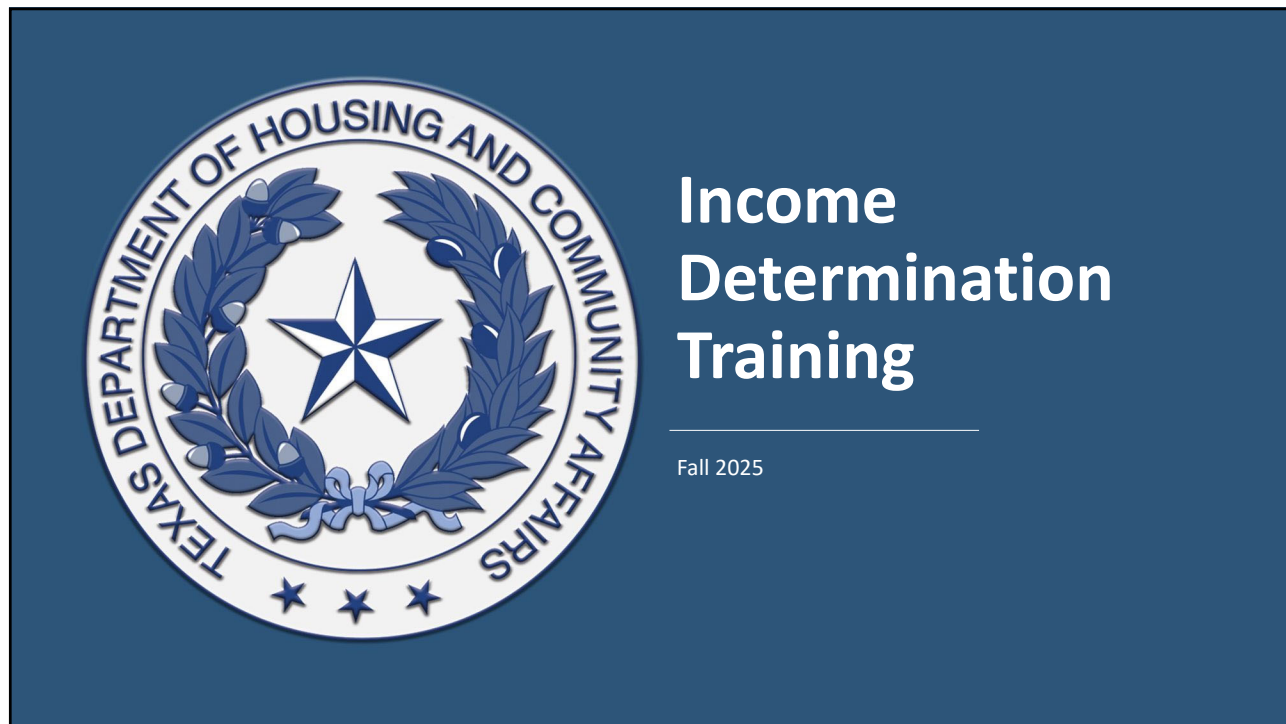 TEXAS DEPARTMENT OF HOUSING AND COMMUNITY AFFAIRS
Income
Determination
Training
Fall 2025